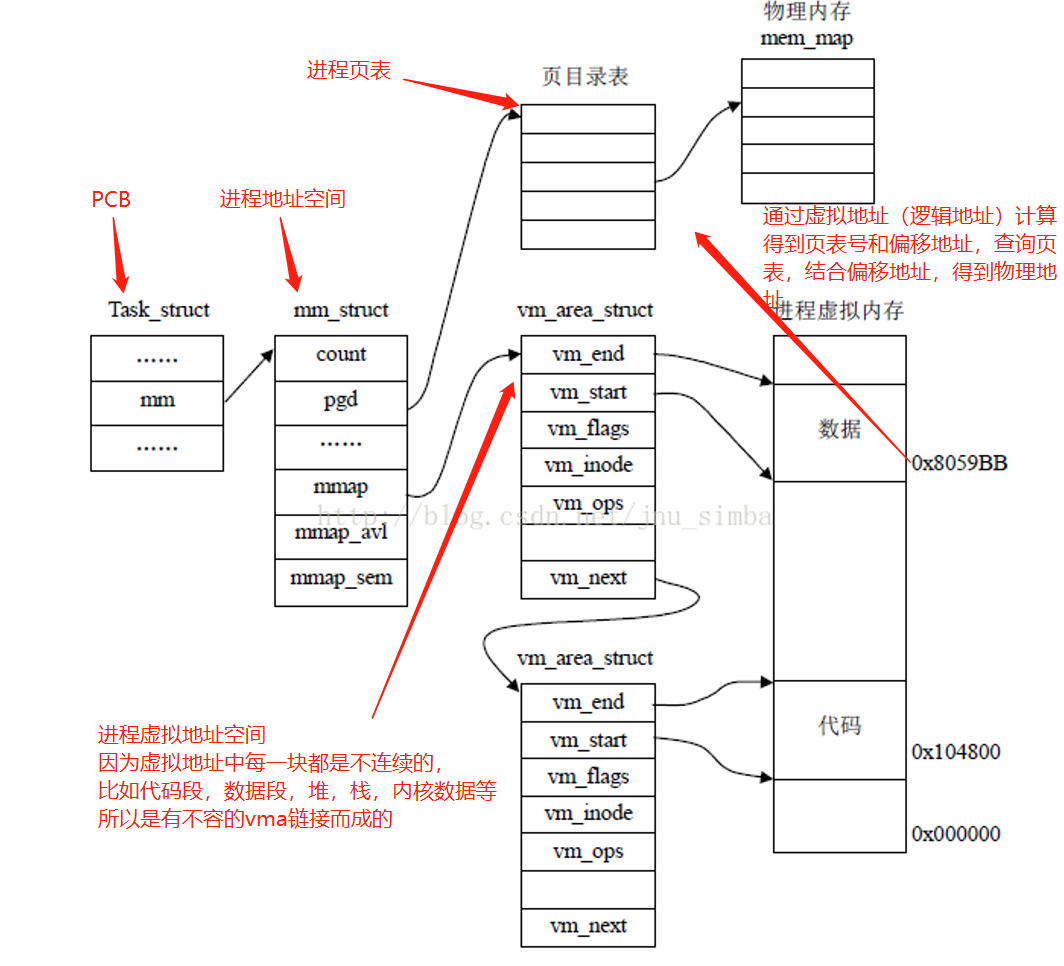 物理内存
mem_map
进程页表
页目录表
PCB
进程地址空间
通过虚拟地址（逻辑地址）计算
得到页表号和偏移地址，查询页
表，结合偏移地址，得到物理地
址
Task_struct
mm_struct
vm_area_struct
进程虚拟内存
……
mm
……
count
pgd
……
mmap
mmap_avl
mmap_sem
vm_end
vm_start
vm_flags
vm_inode
vm_ops
vm_next
数据
0x8059BB
http://blog.csdn.net/jnu_simba
vm_area_struct
vm_end
vm_start
vm_flags
vm_inode
vm_ops
vm_next
代码
0x104800
0x000000
进程虚拟地址空间
因为虚拟地址中每一块都是不连续的，
比如代码段，数据段，堆，栈，内核数据等
所以是有不容的vma链接而成的